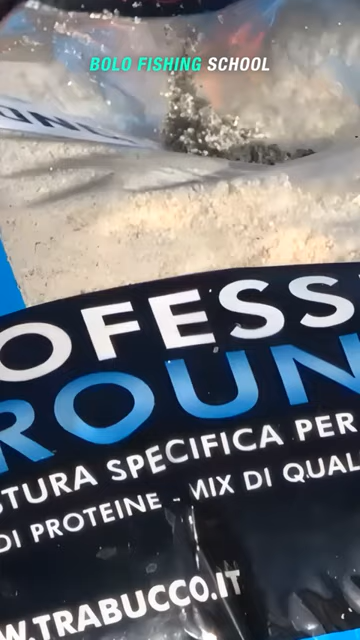 BOLO FISHING SCHOOL
OFESS
ROUN
STURA SPECIFICA PER
DI PROTEINE - MIX DI QUAL
W.TRABUCCO.IT